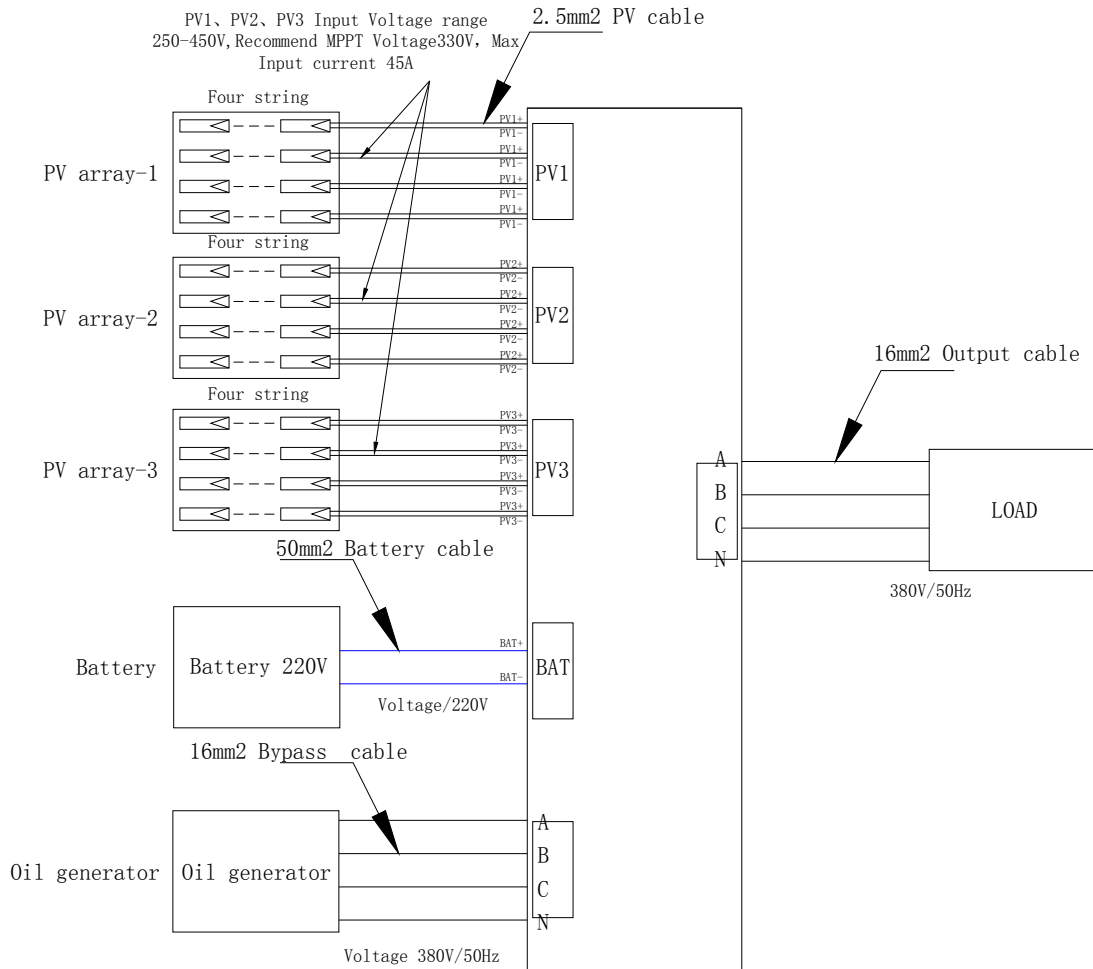 PV1、PV2、PV3 Input Voltage range
250-450V,Recommend MPPT Voltage330V, Max
Input current 45A
2.5mm2 PV cable
Four string
PV array-1
PV1+
PV1-
PV1+
PV1-
PV1+
PV1-
PV1+
PV1-
PV1
Four string
PV array-2
PV2+
PV2-
PV2+
PV2-
PV2+
PV2-
PV2+
PV2-
PV2
Four string
PV array-3
PV3+
PV3-
PV3+
PV3-
PV3+
PV3-
PV3+
PV3-
PV3
16mm2 Output cable
A
B
C
N
LOAD
380V/50Hz
50mm2 Battery cable
Battery
Battery 220V
BAT+
BAT-
BAT
Voltage/220V
16mm2 Bypass cable
Oil generator
Oil generator
A
B
C
N
Voltage 380V/50Hz